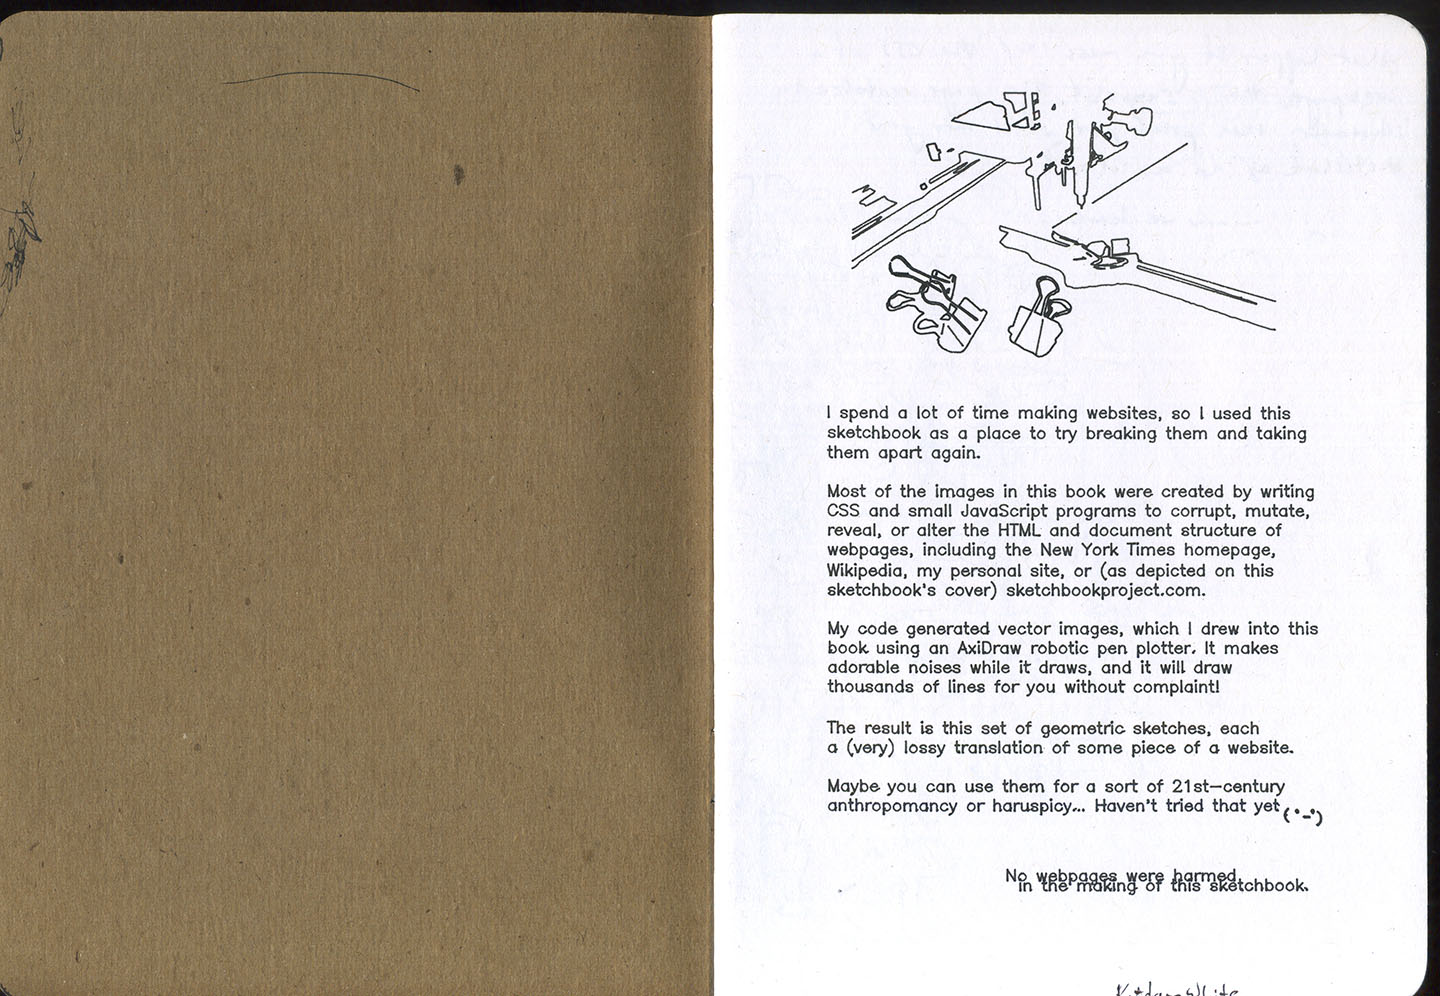 I spend a lot of time making websites, so I used this
sketchbook as a place to try breaking them and taking
them apart again.
Most of the images in this book were created by writing
CSS and small JavaScript programs to corrupt, mutate,
reveal, or alter the HTML and document structure of
webpages, including the New York Times homepage,
Wikipedia, my personal site, or (as depicted on this
sketchbook's cover) sketchbookproject.com.
My code generated vector images, which I drew into this
book using an AxiDraw robotic pen plotter. It makes
adorable noises while it draws, and it will draw
thousands of lines for you without complaint!
The result is this set of geometric sketches, each
a (very) lossy translation of some piece of a website.
Maybe you can use them for a sort of 21st-century
anthropomancy or haruspicy... Haven't tried that yet ( '-')
No webpages were harmed
in the making of this sketchbook.